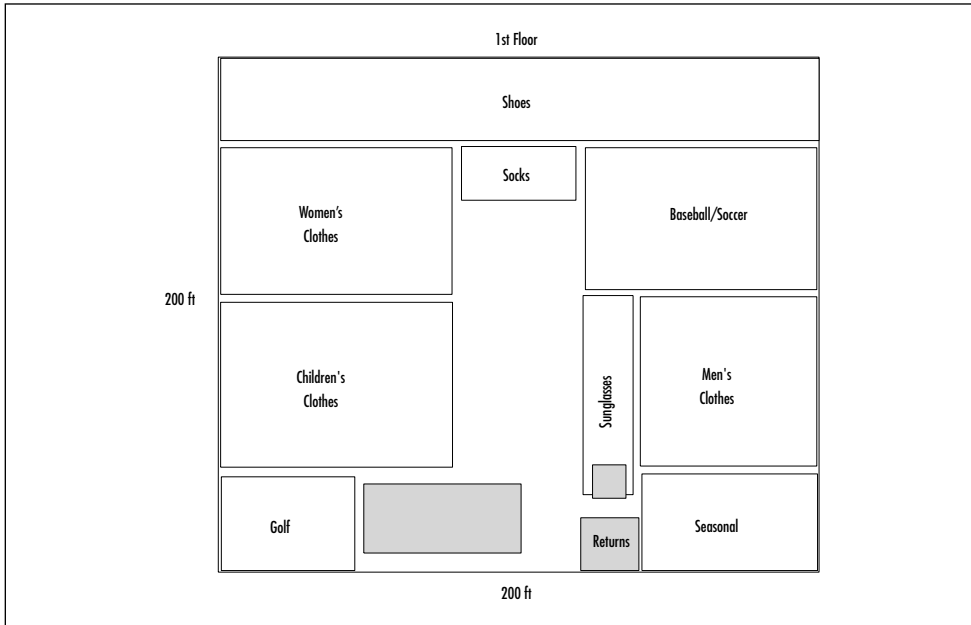 1st Floor
Shoes
Socks
Women's
Clothes
Baseball/Soccer
200 ft
Children's
Clothes
Sunglasses
Men's
Clothes
Golf
Returns
Seasonal
200 ft